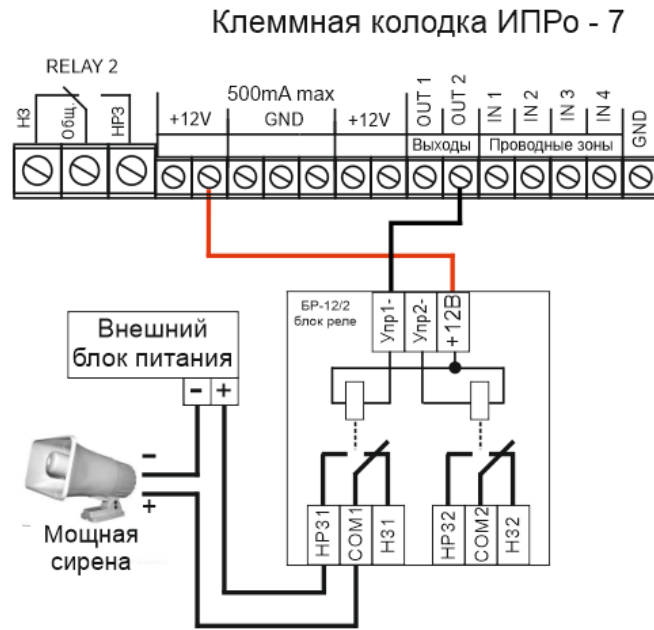 Клеммная колодка ИПРо - 7
RELAY 2
НЗ
Общ.
НРЗ
500mA max
+12V
GND
+12V
OUT 1
OUT 2
IN 1
IN 2
IN 3
IN 4
GND
Выходы
Проводные зоны
БР-12/2
блок реле
Упр1-
Упр2-
+12В
Внешний
блок питания
- +
-
+
Мощная
сирена
НР31
COM1
Н31
НР32
COM2
Н32